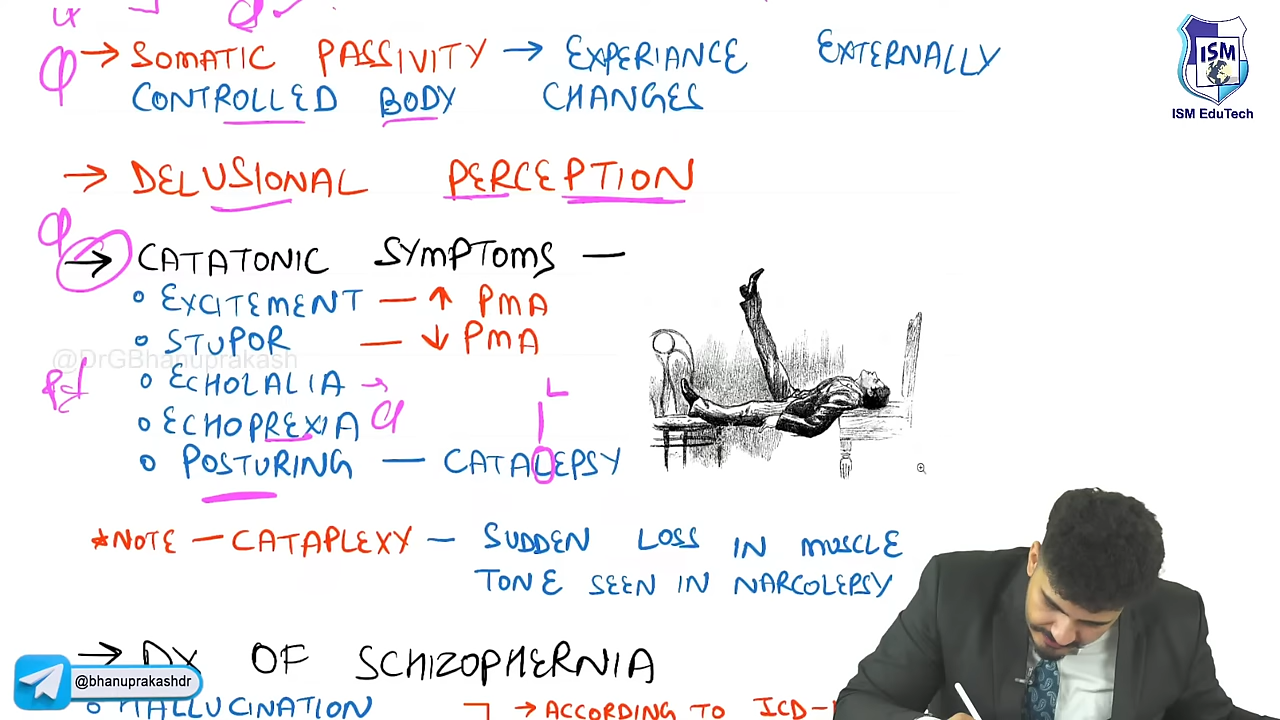 → SOMATIC PASSIVITY → EXPERIANCE EXTERNALLY
CONTROLLED BODY CHANGES
ISM
ISM EduTech
→ DELUSIONAL PERCEPTION
→ CATATONIC SYMPTOMS —
• EXCITEMENT — ↑ PMA
• STUPOR — ↓ PMA
@DrGBhanuprakash
• ECHOLALIA →
• ECHOPREXIA
• POSTURING — CATALEPSY
L
*NOTE — CATAPLEXY — SUDDEN LOSS IN MUSCLE
TONE SEEN IN NARCOLEPSY
→ DX OF SCHIZOPHERNIA
@bhanuprakashdr
• HALLUCINATION → ACCORDING TO ICD-